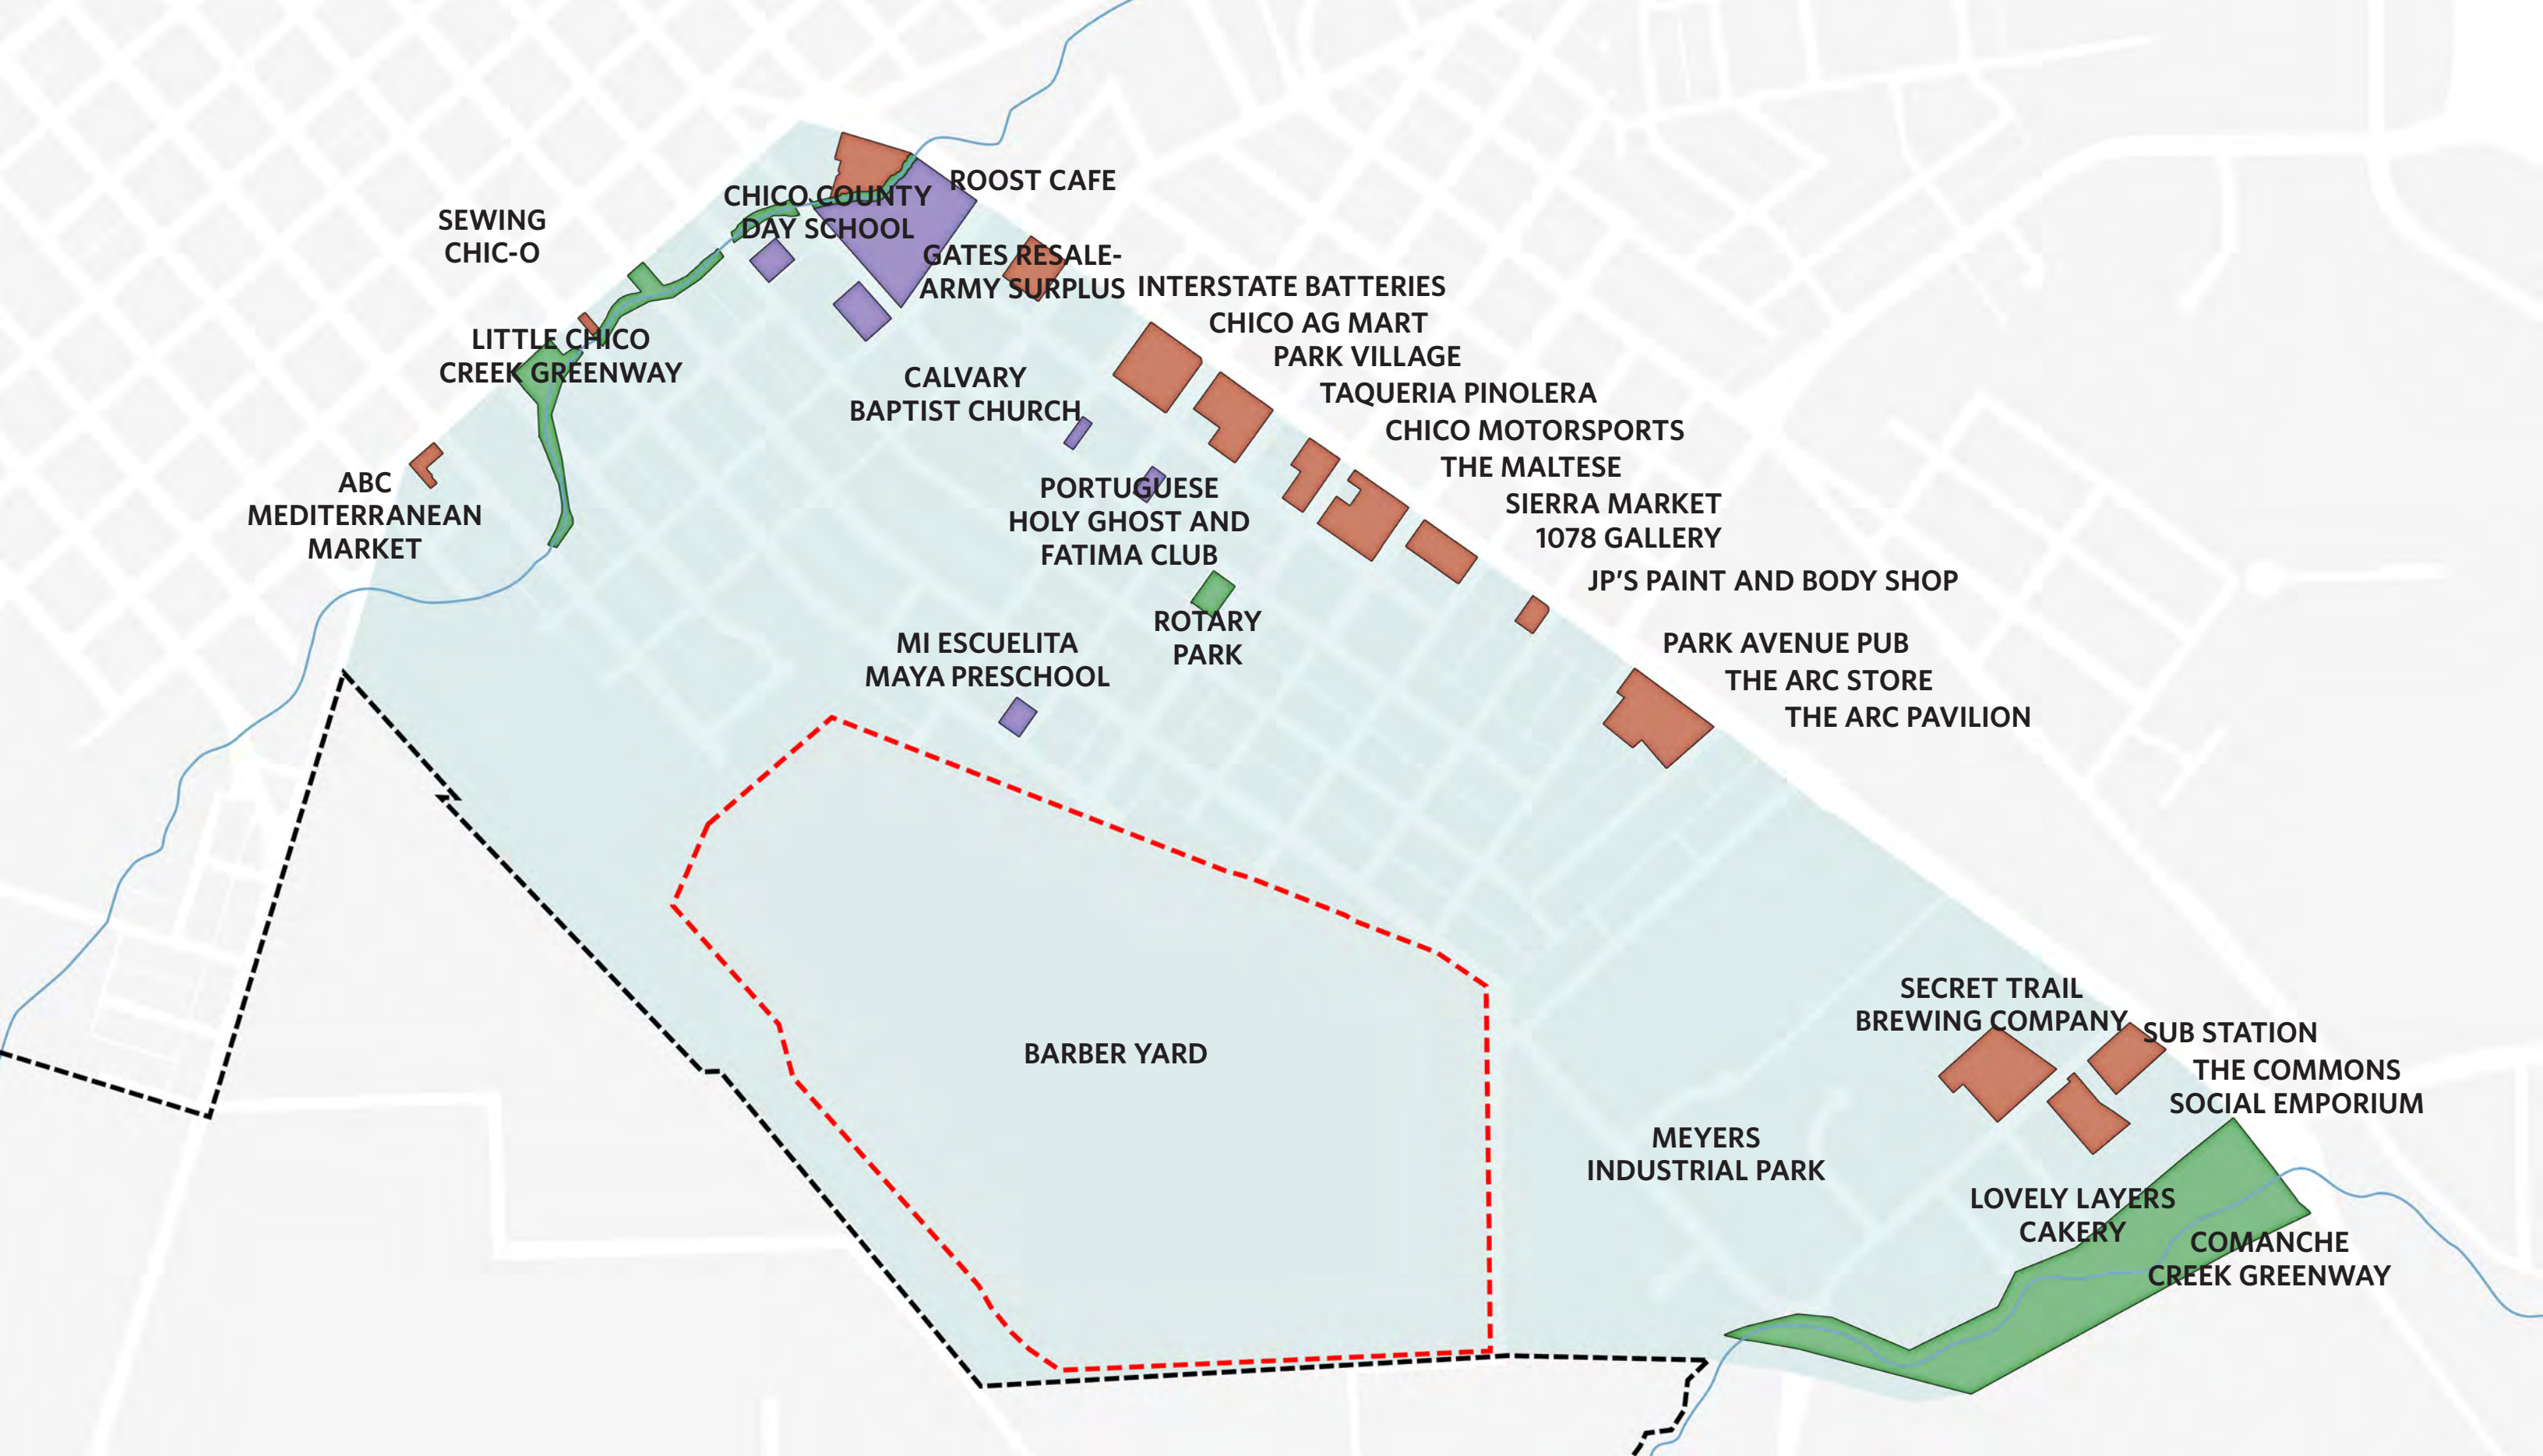 ROOST CAFE
CHICO COUNTY
DAY SCHOOL
SEWING
CHIC-O
GATES RESALE-
ARMY SURPLUS
INTERSTATE BATTERIES
CHICO AG MART
LITTLE CHICO
CREEK GREENWAY
PARK VILLAGE
CALVARY
BAPTIST CHURCH
TAQUERIA PINOLERA
CHICO MOTORSPORTS
THE MALTESE
ABC
MEDITERRANEAN
MARKET
PORTUGUESE
HOLY GHOST AND
FATIMA CLUB
SIERRA MARKET
1078 GALLERY
JP'S PAINT AND BODY SHOP
ROTARY
PARK
MI ESCUELITA
MAYA PRESCHOOL
PARK AVENUE PUB
THE ARC STORE
THE ARC PAVILION
SECRET TRAIL
BREWING COMPANY
SUB STATION
BARBER YARD
THE COMMONS
SOCIAL EMPORIUM
MEYERS
INDUSTRIAL PARK
LOVELY LAYERS
CAKERY
COMANCHE
CREEK GREENWAY